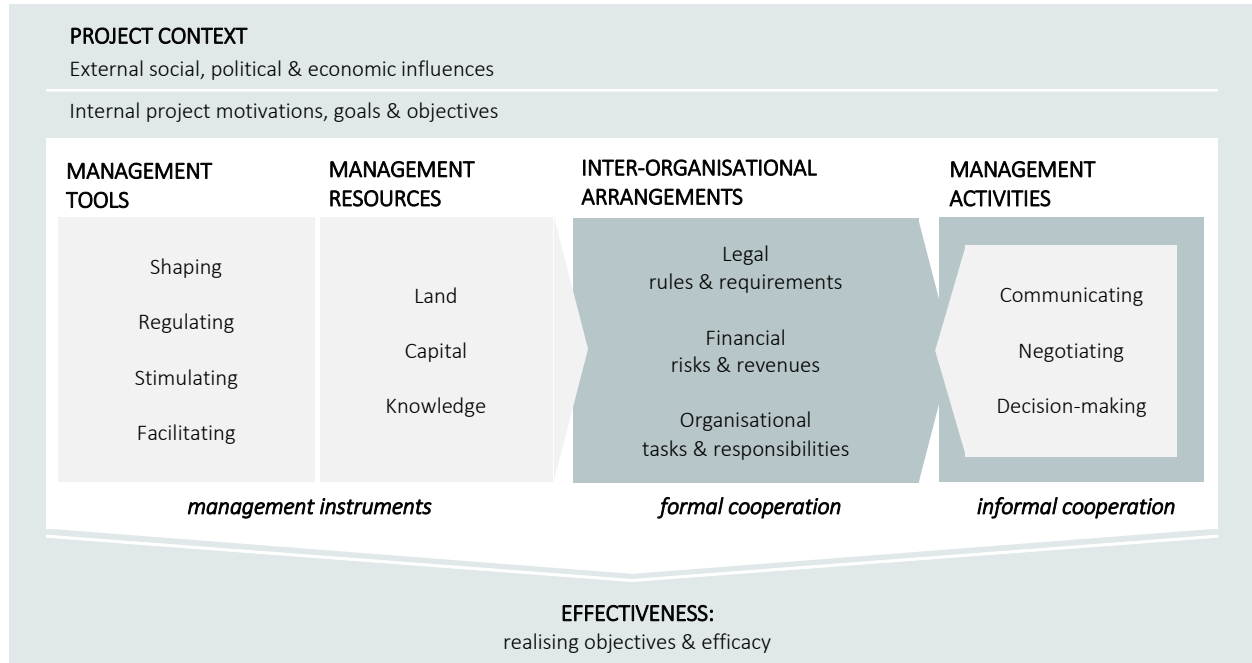 PROJECT CONTEXT
External social, political & economic influences
Internal project motivations, goals & objectives
MANAGEMENT
TOOLS
Shaping
Regulating
Stimulating
Facilitating
MANAGEMENT
RESOURCES
Land
Capital
Knowledge
management instruments
INTER-ORGANISATIONAL
ARRANGEMENTS
Legal
rules & requirements
Financial
risks & revenues
Organisational
tasks & responsibilities
formal cooperation
MANAGEMENT
ACTIVITIES
Communicating
Negotiating
Decision-making
informal cooperation
EFFECTIVENESS:
realising objectives & efficacy